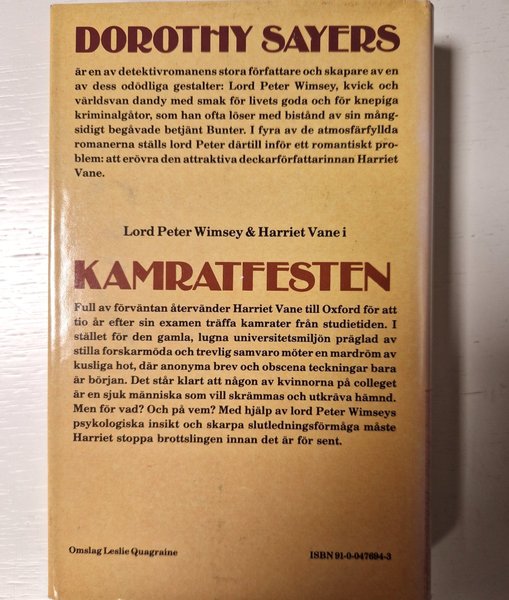 DOROTHY SAYERS
är en av detektivromanens stora författare och skapare av en
av dess odödliga gestalter: Lord Peter Wimsey, kvick och
världsvan dandy med smak för livets goda och för knepiga
kriminalgåtor, som han ofta löser med bistånd av sin mång-
sidigt begåvade betjänt Bunter. I fyra av de atmosfärfyllda
romanerna ställs lord Peter därtill inför ett romantiskt pro-
blem: att erövra den attraktiva deckarförfattarinnan Harriet
Vane.
Lord Peter Wimsey & Harriet Vane i
KAMRATFESTEN
Full av förväntan återvänder Harriet Vane till Oxford för att
tio år efter sin examen träffa kamrater från studietiden. I
stället för den gamla, lugna universitetsmiljön präglad av
stilla forskarmöda och trevlig samvaro möter en mardröm av
kusliga hot, där anonyma brev och obscena teckningar bara
är början. Det står klart att någon av kvinnorna på colleget
är en sjuk människa som vill skrämmas och utkräva hämnd.
Men för vad? Och på vem? Med hjälp av lord Peter Wimseys
psykologiska insikt och skarpa slutledningsförmåga måste
Harriet stoppa brottslingen innan det är för sent.
Omslag Leslie Quagraine
ISBN 91-0-047694-3